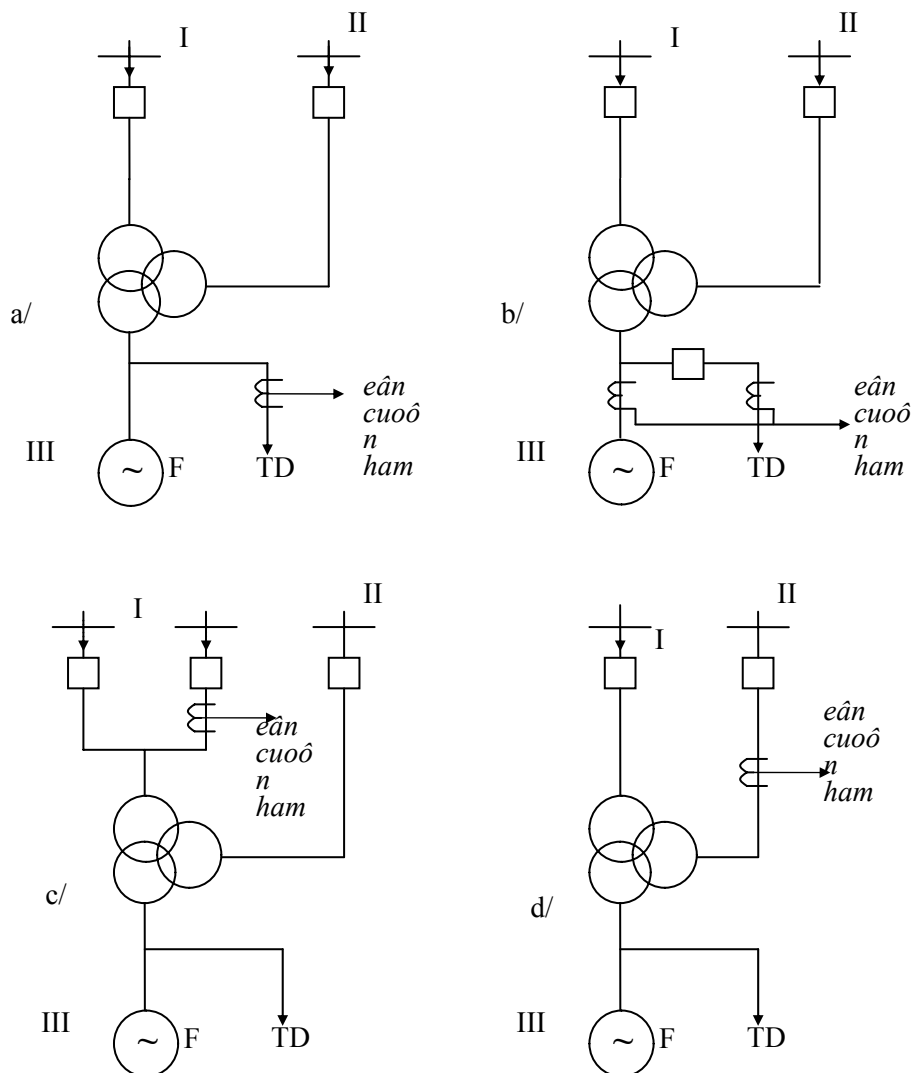 I
II
a/
eân
cuoô
n
ham
III
~
F
TD
I
II
b/
eân
cuoô
n
ham
III
~
F
TD
I
II
eân
cuoô
n
ham
c/
III
~
F
TD
I
II
eân
cuoô
n
ham
d/
III
~
F
TD